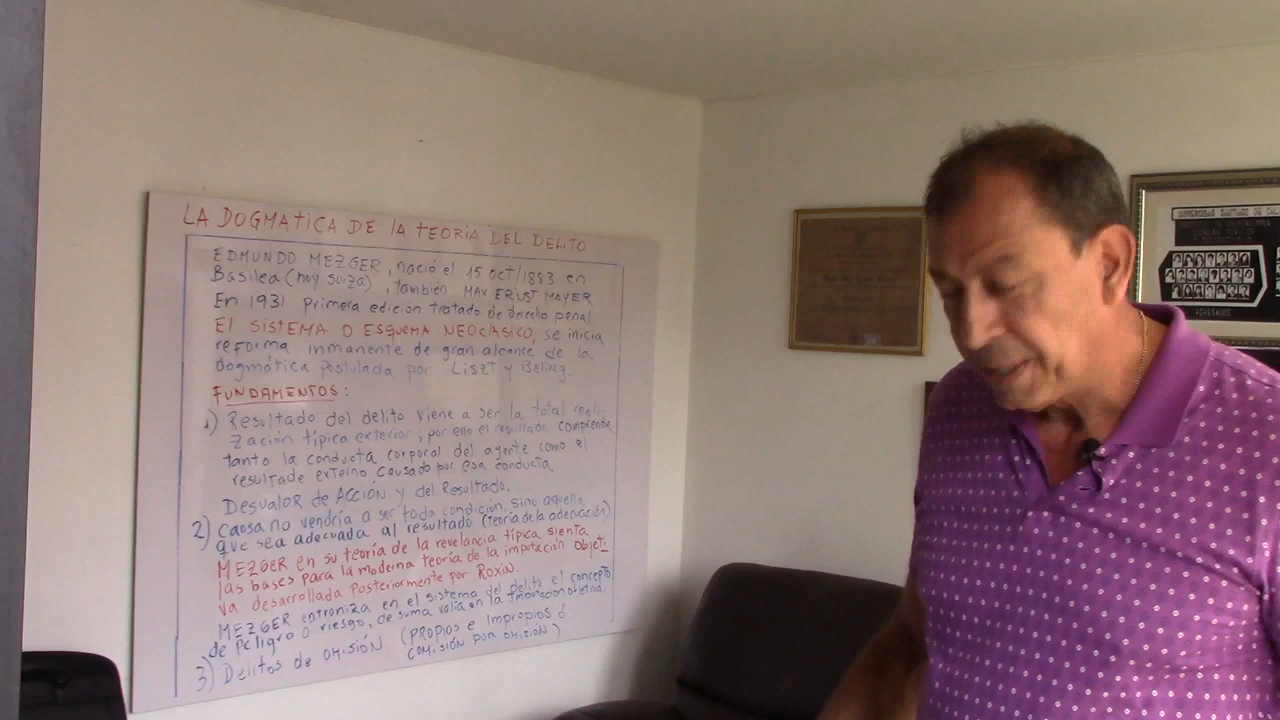 LA DOGMATICA DE LA TEORIA DEL DELITO
EDMUNDO MEZGER, nació el 15 oct/1883 en
Basilea (hoy suiza), también MAX ERNST MAYER
En 1931 primera edición tratado de derecho penal
El SISTEMA O ESQUEMA NEOCLASICO, se inicia
reforma inmanente de gran alcance de la
dogmática postulada por LISZT y Beling.
FUNDAMENTOS:
1) Resultado del delito viene a ser la total reali-
zación típica exterior, por ello el resultado comprende
tanto la conducta corporal del agente como el
resultado externo causado por esa conducta
Desvalor de ACCIÓN y del Resultado.
2) Causa no vendría a ser toda condición, sino aquella
que sea adecuada al resultado (Teoría de la adecuación)
MEZGER en su teoría de la revelancia típica sienta
las bases para la moderna teoría de la imputación Objeti
va desarrollada Posteriormente por ROXIN.
MEZGER entroniza en el sistema del delito el concepto
de peligro o riesgo, de suma valía en la imputación objetiva.
3) Delitos de omisión (PROPIOS e Impropios ó
COMISIÓN por OMISIÓN)
UNIVERSIDAD SANTIAGO DE